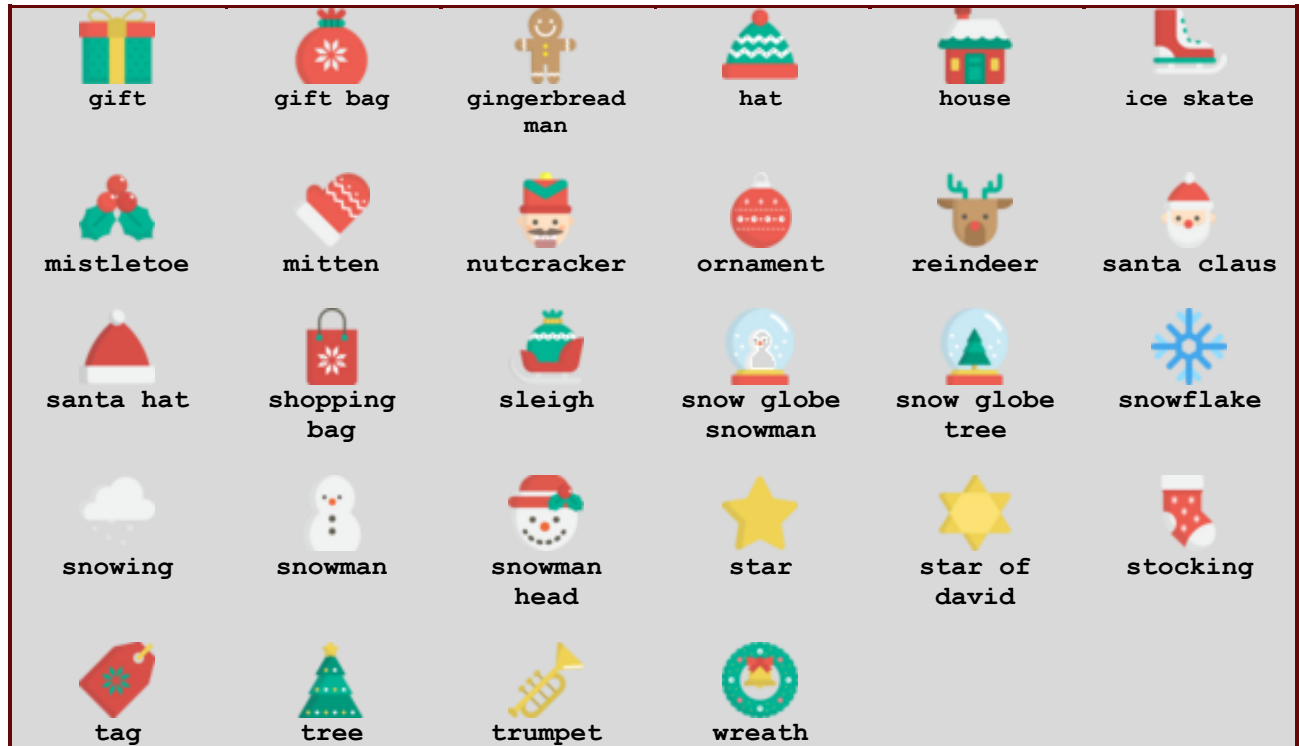 gift gift bag gingerbread hat house ice skate
man
mistletoe mitten nutcracker ornament reindeer santa claus
santa hat shopping sleigh snow globe snow globe snowflake
bag snowman tree
snowing snowman snowman star star of stocking
head david
tag tree trumpet wreath